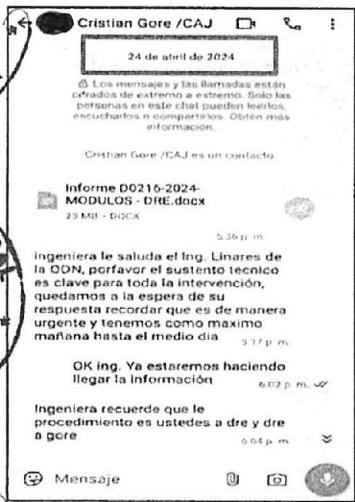 Cristian Gore /CAJ
24 de abril de 2024
Los mensajes y las llamadas están
cifrados de extremo a extremo. Solo las
personas en este chat pueden leerlos,
escucharlos o compartirlos. Obtén más
información.
Cristian Gore /CAJ es un contacto.
Informe D0216-2024-
MODULOS - DRE.docx
23 MB - DOCX
5:36 p. m.
ingeniera le saluda el Ing. Linares de
la ODN, porfavor el sustento tecnico
es clave para toda la intervención,
quedamos a la espera de su
respuesta recordar que es de manera
urgente y tenemos como maximo
mañana hasta el medio dia
5:37 p. m.
OK ing. Ya estaremos haciendo
llegar la Información
6:02 p. m.
Ingeniera recuerde que le
procedimiento es ustedes a dre y dre
a gore
6:04 p. m.
Mensaje